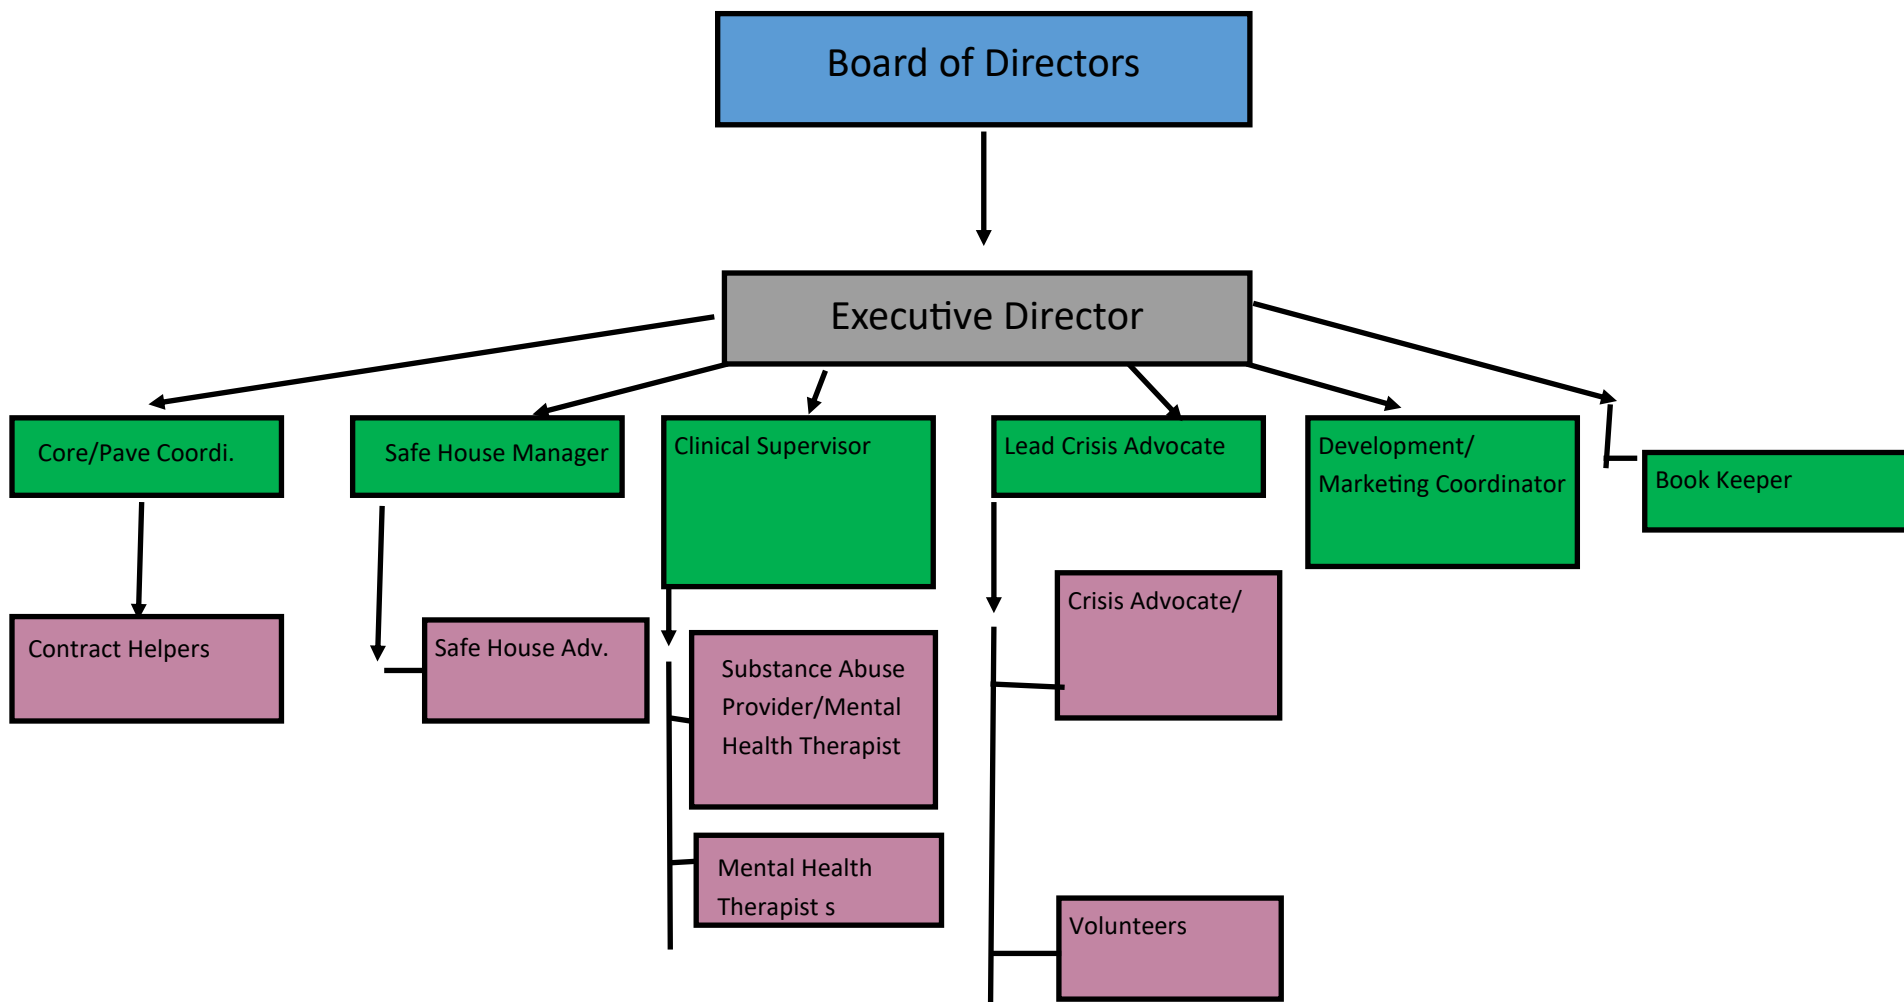 Board of Directors
Executive Director
Core/Pave Coordi.
Safe House Manager
Clinical Supervisor
Lead Crisis Advocate
Development/
Marketing Coordinator
Book Keeper
Contract Helpers
Safe House Adv.
Substance Abuse
Provider/Mental
Health Therapist
Crisis Advocate/
Mental Health
Therapist s
Volunteers